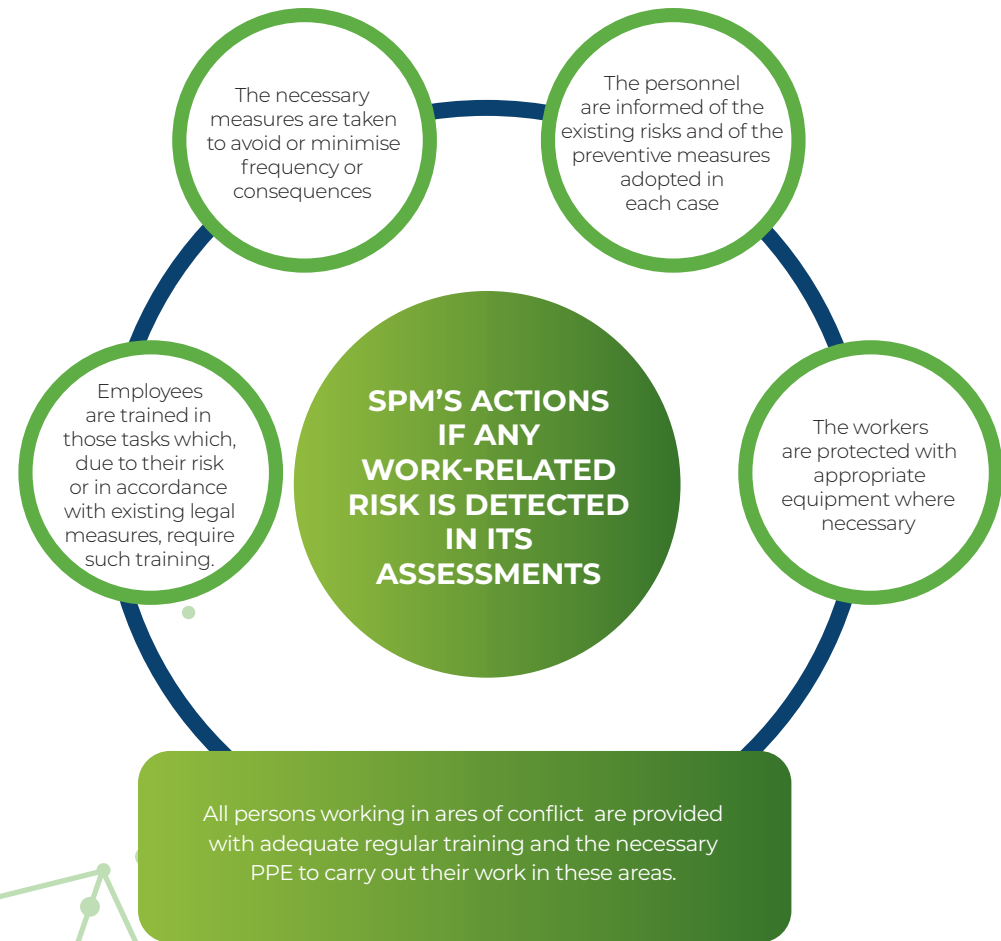 The necessary
measures are taken
to avoid or minimise
frequency or
consequences
The personnel
are informed of the
existing risks and of the
preventive measures
adopted in
each case
Employees
are trained in
those tasks which,
due to their risk
or in accordance
with existing legal
measures, require
such training.
SPM’S ACTIONS
IF ANY
WORK-RELATED
RISK IS DETECTED
IN ITS
ASSESSMENTS
The workers
are protected with
appropriate
equipment where
necessary
All persons working in ares of conflict are provided
with adequate regular training and the necessary
PPE to carry out their work in these areas.